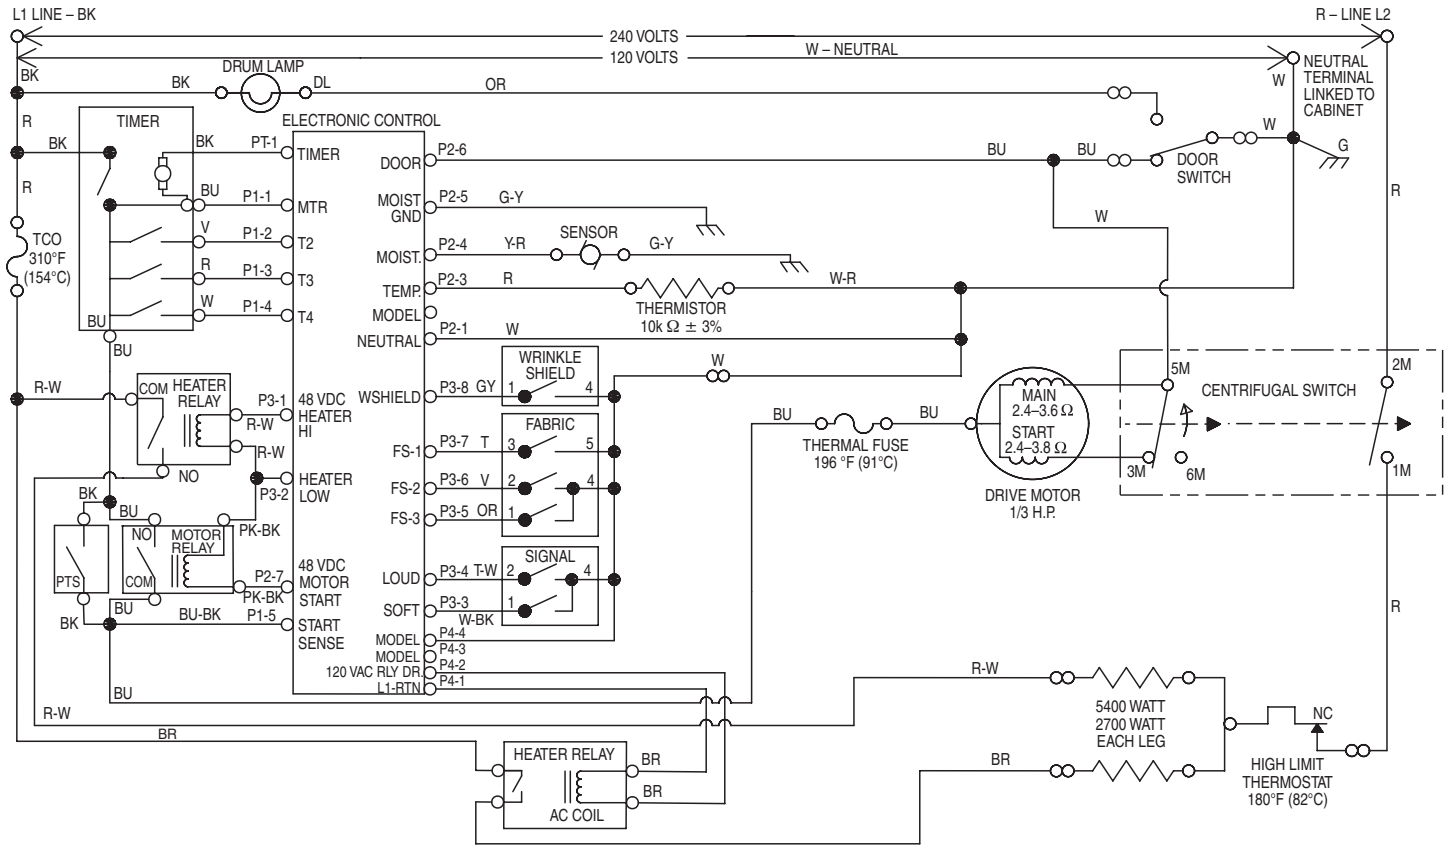 L1 LINE – BK
R – LINE L2
240 VOLTS
120 VOLTS
W – NEUTRAL
NEUTRAL
TERMINAL
LINKED TO
CABINET
BK
W
DRUM LAMP
BK
DL
OR
R
TIMER
ELECTRONIC CONTROL
BK
BK
PT-1
TIMER
DOOR
P2-6
BU
BU
W
G
DOOR
SWITCH
R
R
BU
P1-1
MTR
MOIST
GND
P2-5
G-Y
W
TCO
310°F
(154°C)
V
P1-2
T2
MOIST.
P2-4
Y-R
SENSOR
G-Y
R
P1-3
T3
TEMP.
P2-3
R
W-R
THERMISTOR
10k Ω ± 3%
W
P1-4
T4
MODEL
BU
BU
NEUTRAL
P2-1
W
R-W
COM
HEATER
RELAY
P3-1
R-W
48 VDC
HEATER
HI
WSHIELD
P3-8
GY
WRINKLE
SHIELD
1
4
W
R-W
NO
P3-2
HEATER
LOW
FS-1
P3-7
T
FABRIC
3
5
FS-2
P3-6
V
2
4
FS-3
P3-5
OR
1
BU
THERMAL FUSE
196 °F (91°C)
BU
MAIN
2.4–3.6 Ω
START
2.4–3.8 Ω
DRIVE MOTOR
1/3 H.P.
5M
3M
6M
CENTRIFUGAL SWITCH
2M
1M
R
BK
BU
PK-BK
PTS
NO
MOTOR
RELAY
COM
P2-7
PK-BK
48 VDC
MOTOR
START
LOUD
P3-4
T-W
SIGNAL
2
4
SOFT
P3-3
W-BK
1
BK
BU
BU-BK
P1-5
START
SENSE
MODEL
P4-4
MODEL
P4-3
120 VAC RLY DR.
P4-2
L1-RTN
P4-1
BU
R-W
BR
HEATER RELAY
AC COIL
BR
BR
R-W
5400 WATT
2700 WATT
EACH LEG
BR
R
NC
HIGH LIMIT
THERMOSTAT
180°F (82°C)